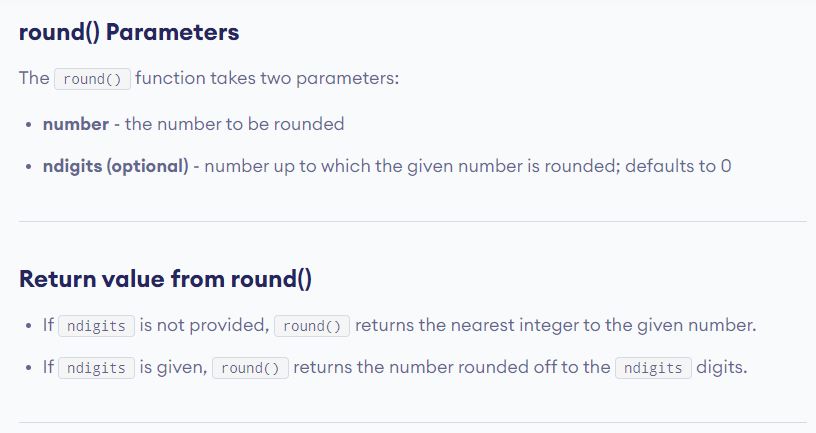 round() Parameters
The round() function takes two parameters:
• number - the number to be rounded
• ndigits (optional) - number up to which the given number is rounded; defaults to 0
Return value from round()
• If ndigits is not provided, round() returns the nearest integer to the given number.
• If ndigits is given, round() returns the number rounded off to the ndigits digits.